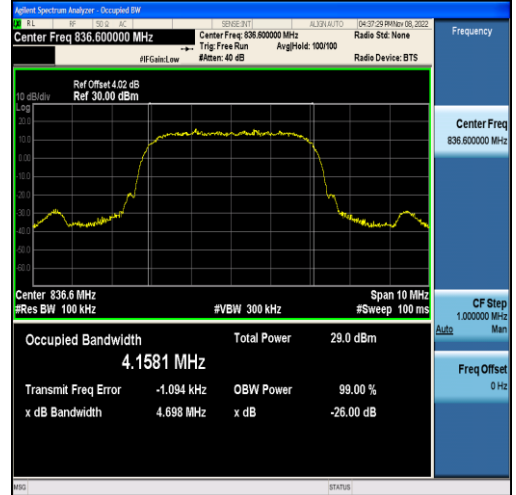 Agilent Spectrum Analyzer - Occupied BW
RL RF 50 Ω AC SENSE:INT ALIGN AUTO 04:37:29 PM Nov 08, 2022
Center Freq 836.600000 MHz Center Freq: 836.600000 MHz Radio Std: None Frequency
Trig: Free Run Avg|Hold: 100/100
#IFGain:Low #Atten: 40 dB Radio Device: BTS
Ref Offset 4.02 dB
10 dB/div Ref 30.00 dBm
Log
20.0
10.0
0.00
-10.0
-20.0
-30.0
-40.0
-50.0
-60.0
Center Freq
836.600000 MHz
Center 836.6 MHz Span 10 MHz
#Res BW 100 kHz #VBW 300 kHz #Sweep 100 ms
CF Step
1.000000 MHz
Auto Man
Occupied Bandwidth Total Power 29.0 dBm
4.1581 MHz
Transmit Freq Error -1.094 kHz OBW Power 99.00 %
x dB Bandwidth 4.698 MHz x dB -26.00 dB
Freq Offset
0 Hz
MSG STATUS